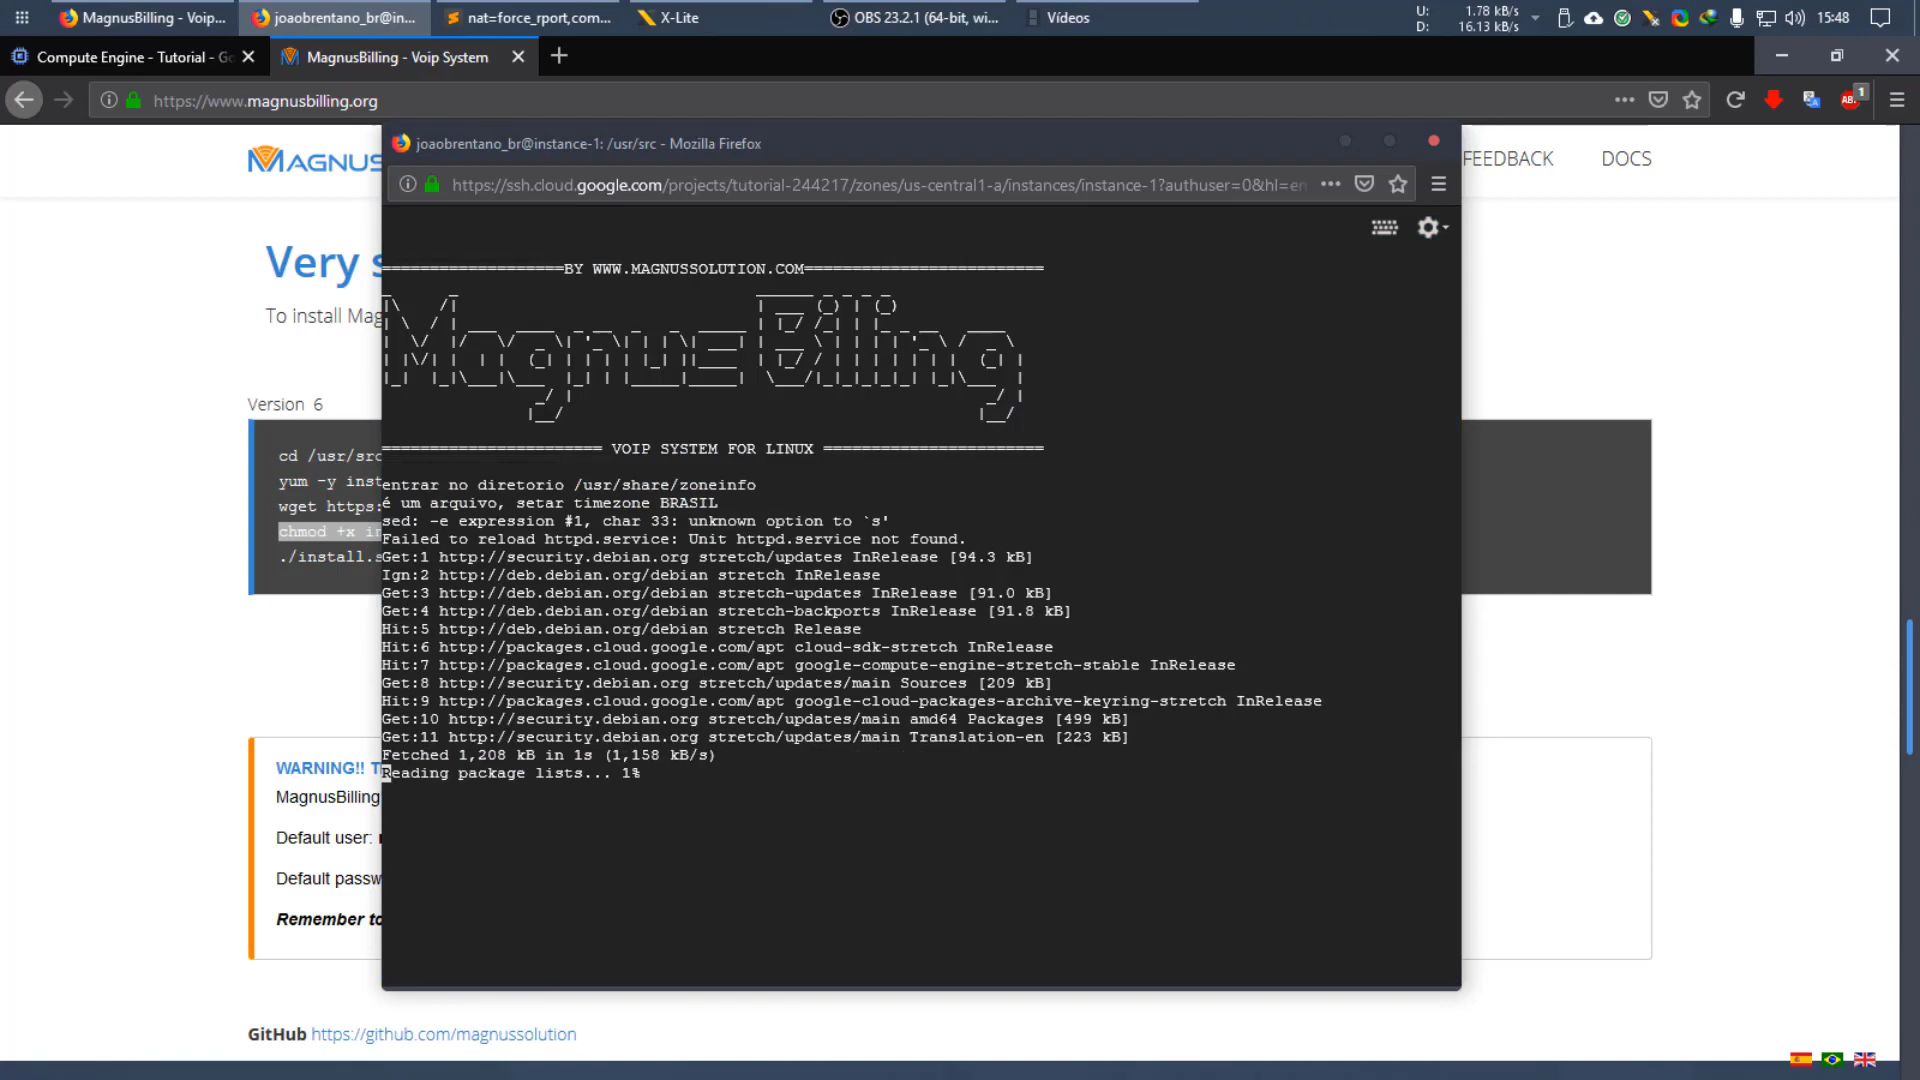 MagnusBilling - Voip...
joaobrentano_br@in...
nat=force_rport,com...
X-Lite
OBS 23.2.1 (64-bit, wi...
Vídeos
U: 1.78 kB/s
D: 16.13 kB/s
15:48
Compute Engine - Tutorial - Go
MagnusBilling - Voip System
https://www.magnusbilling.org
1
MAGNUS
FEEDBACK
DOCS
joaobrentano_br@instance-1: /usr/src - Mozilla Firefox
https://ssh.cloud.google.com/projects/tutorial-244217/zones/us-central1-a/instances/instance-1?authuser=0&hl=en
Very s
To install Mag
Version 6
cd /usr/src
yum -y inst
wget https:
chmod +x in
./install.s
===================BY WWW.MAGNUSSOLUTION.COM=========================
Magnus Billing
======================= VOIP SYSTEM FOR LINUX =======================
entrar no diretorio /usr/share/zoneinfo
é um arquivo, setar timezone BRASIL
sed: -e expression #1, char 33: unknown option to `s'
Failed to reload httpd.service: Unit httpd.service not found.
Get:1 http://security.debian.org stretch/updates InRelease [94.3 kB]
Ign:2 http://deb.debian.org/debian stretch InRelease
Get:3 http://deb.debian.org/debian stretch-updates InRelease [91.0 kB]
Get:4 http://deb.debian.org/debian stretch-backports InRelease [91.8 kB]
Hit:5 http://deb.debian.org/debian stretch Release
Hit:6 http://packages.cloud.google.com/apt cloud-sdk-stretch InRelease
Hit:7 http://packages.cloud.google.com/apt google-compute-engine-stretch-stable InRelease
Get:8 http://security.debian.org stretch/updates/main Sources [209 kB]
Hit:9 http://packages.cloud.google.com/apt google-cloud-packages-archive-keyring-stretch InRelease
Get:10 http://security.debian.org stretch/updates/main amd64 Packages [499 kB]
Get:11 http://security.debian.org stretch/updates/main Translation-en [223 kB]
Fetched 1,208 kB in 1s (1,158 kB/s)
Reading package lists... 1%
WARNING!! T
MagnusBilling
Default user:
Default passw
Remember to
GitHub https://github.com/magnussolution